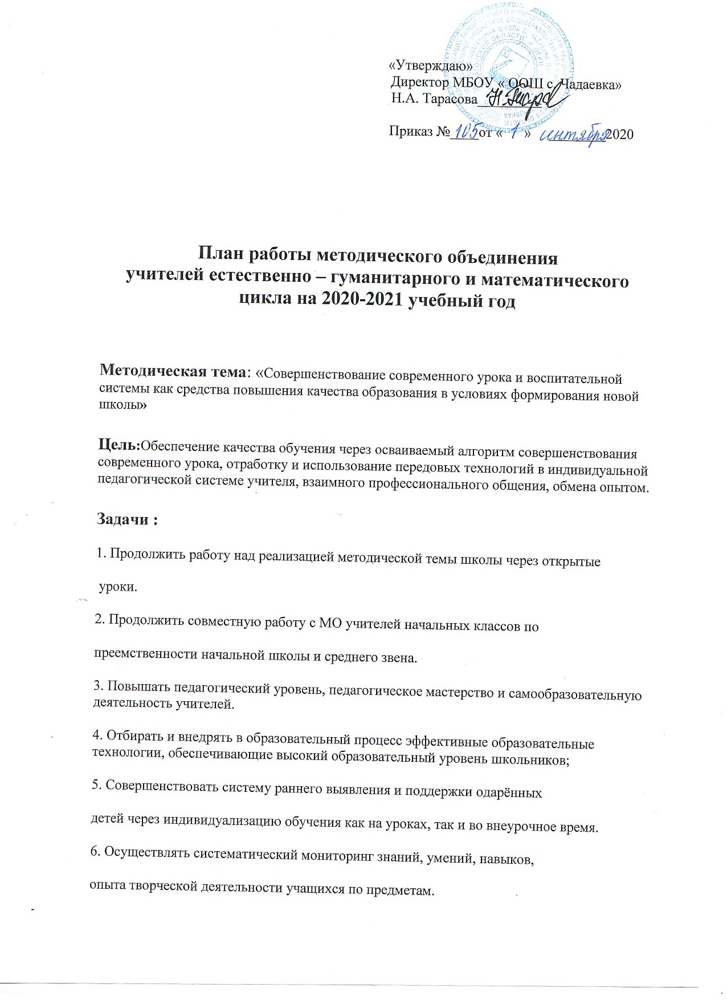 «Утверждаю»
Директор МБОУ « ООШ с. Чадаевка»
Н.А. Тарасова
Приказ № 105 от « 1 » сентября 2020
План работы методического объединения
учителей естественно – гуманитарного и математического
цикла на 2020-2021 учебный год
Методическая тема: «Совершенствование современного урока и воспитательной
системы как средства повышения качества образования в условиях формирования новой
школы»
Цель:Обеспечение качества обучения через осваиваемый алгоритм совершенствования
современного урока, отработку и использование передовых технологий в индивидуальной
педагогической системе учителя, взаимного профессионального общения, обмена опытом.
Задачи :
1. Продолжить работу над реализацией методической темы школы через открытые
уроки.
2. Продолжить совместную работу с МО учителей начальных классов по
преемственности начальной школы и среднего звена.
3. Повышать педагогический уровень, педагогическое мастерство и самообразовательную
деятельность учителей.
4. Отбирать и внедрять в образовательный процесс эффективные образовательные
технологии, обеспечивающие высокий образовательный уровень школьников;
5. Совершенствовать систему раннего выявления и поддержки одарённых
детей через индивидуализацию обучения как на уроках, так и во внеурочное время.
6. Осуществлять систематический мониторинг знаний, умений, навыков,
опыта творческой деятельности учащихся по предметам.